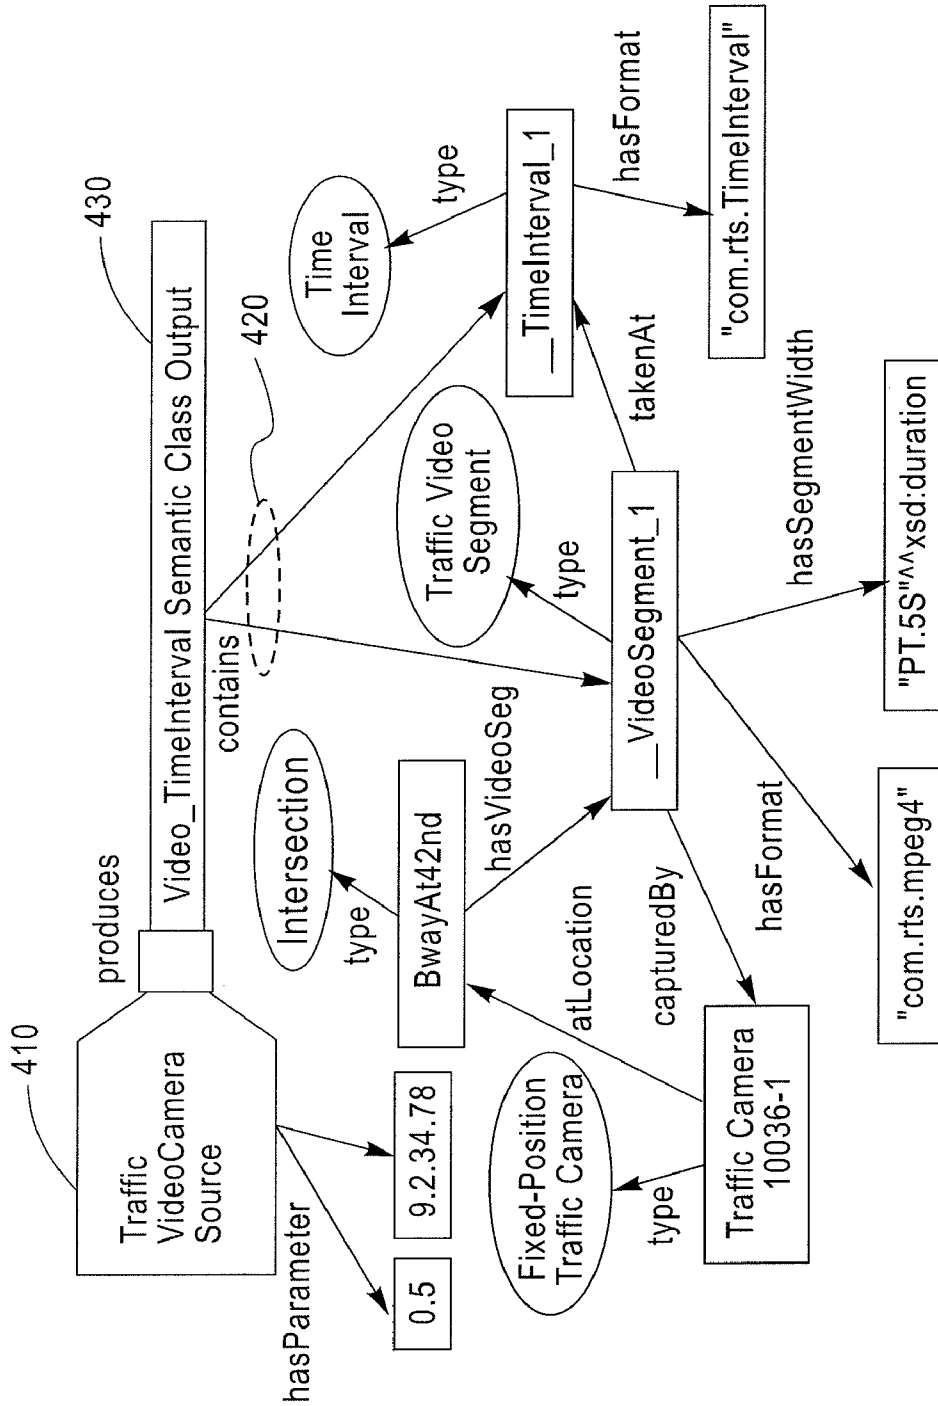 410
Traffic
VideoCamera
Source
produces
Video_TimeInterval Semantic Class Output
430
hasParameter
0.5
9.2.34.78
contains
420
Intersection
type
BwayAt42nd
hasVideoSeg
Time
Interval
type
__TimeInterval_1
hasFormat
"com.rts.TimeInterval"
Traffic Video
Segment
type
takenAt
__VideoSegment_1
Fixed-Position
Traffic Camera
type
atLocation
capturedBy
Traffic Camera
10036-1
hasFormat
"com.rts.mpeg4"
hasSegmentWidth
"PT.5S"^^xsd:duration